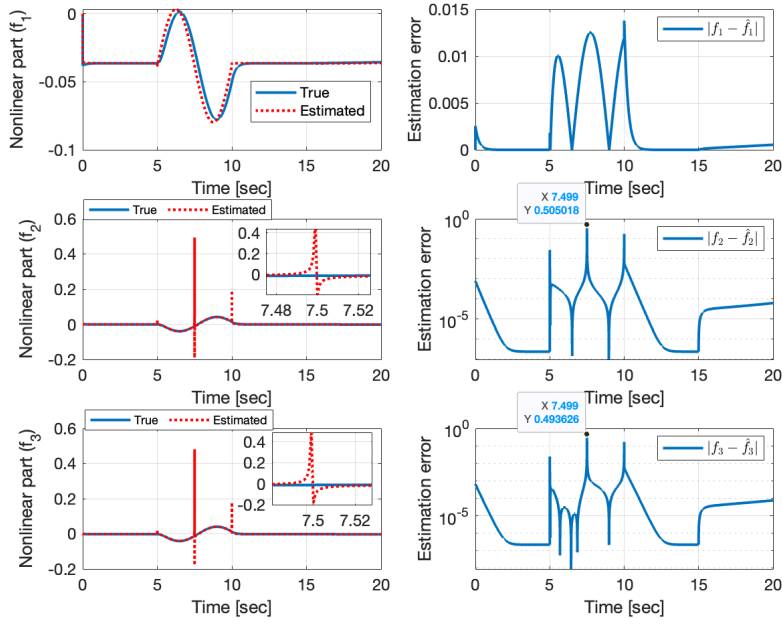 Nonlinear part (f1)
0
-0.05
-0.1
True
Estimated
0 5 10 15 20
Time [sec]
Estimation error
0.015
0.01
0.005
0
|f1 − f̂1|
0 5 10 15 20
Time [sec]
Nonlinear part (f2)
True Estimated
0.6
0.4
0.2
0
-0.2
0.4
0.2
0
7.48 7.5 7.52
0 5 10 15 20
Time [sec]
X 7.499
Y 0.505018
Estimation error
10^0
10^-5
|f2 − f̂2|
0 5 10 15 20
Time [sec]
Nonlinear part (f3)
True Estimated
0.6
0.4
0.2
0
-0.2
0.4
0.2
0
-0.2
7.5 7.52
0 5 10 15 20
Time [sec]
X 7.499
Y 0.493626
Estimation error
10^0
10^-5
|f3 − f̂3|
0 5 10 15 20
Time [sec]